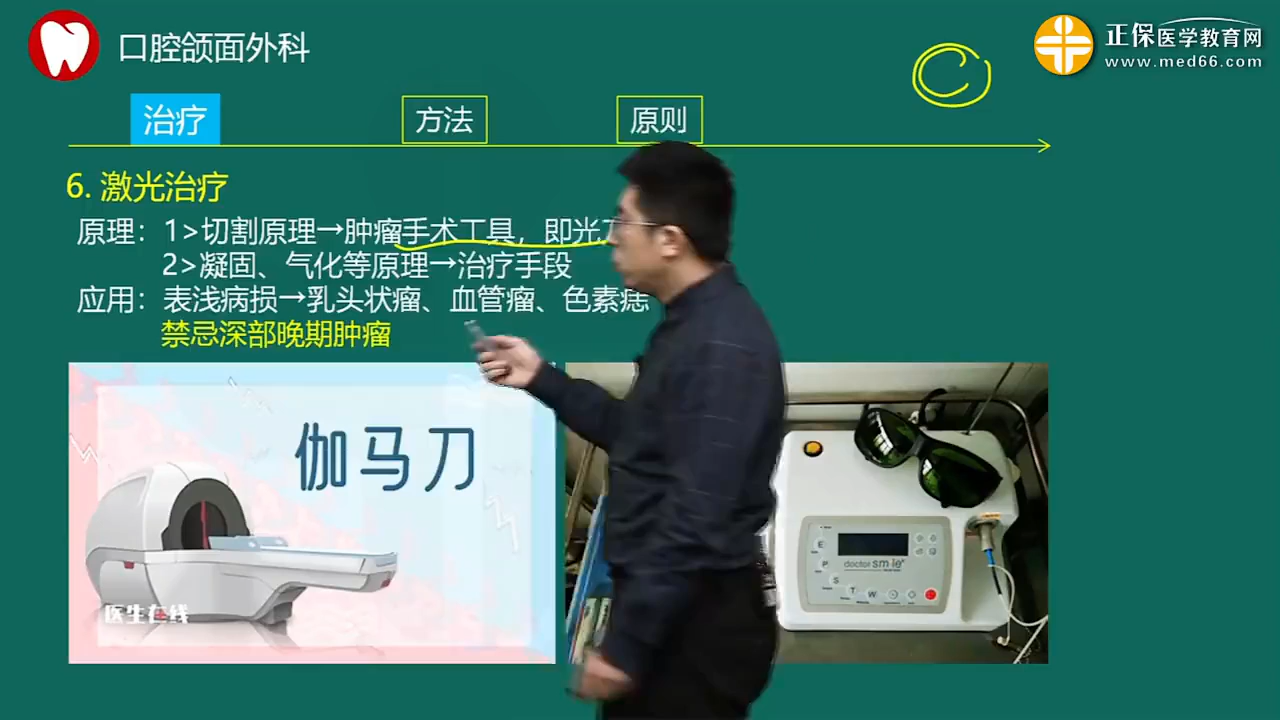 口腔颌面外科
正保医学教育网
www.med66.com
治疗
方法
原则
6. 激光治疗
原理：1>切割原理→肿瘤手术工具，即光刀
2>凝固、气化等原理→治疗手段
应用：表浅病损→乳头状瘤、血管瘤、色素痣
禁忌深部晚期肿瘤
伽马刀
医生在线
doctor smile
E
P
S
T
W